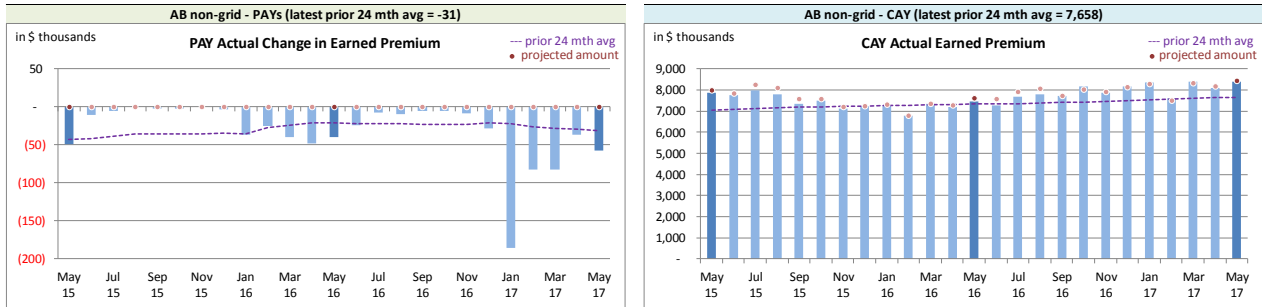 AB non-grid - PAYs (latest prior 24 mth avg = -31)
in $ thousands
PAY Actual Change in Earned Premium
--- prior 24 mth avg
● projected amount
50
-
(50)
(100)
(150)
(200)
May Jul Sep Nov Jan Mar May Jul Sep Nov Jan Mar May
15 15 15 15 16 16 16 16 16 16 17 17 17
AB non-grid - CAY (latest prior 24 mth avg = 7,658)
in $ thousands
CAY Actual Earned Premium
--- prior 24 mth avg
● projected amount
9,000
8,000
7,000
6,000
5,000
4,000
3,000
2,000
1,000
-
May Jul Sep Nov Jan Mar May Jul Sep Nov Jan Mar May
15 15 15 15 16 16 16 16 16 16 17 17 17